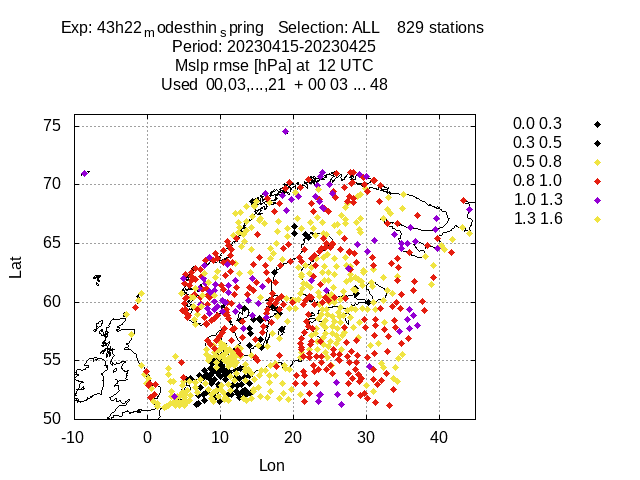 Exp: 43h22modesthinspring   Selection: ALL    829 stations
Period: 20230415-20230425
Mslp rmse [hPa] at  12 UTC
Used  00,03,...,21  + 00 03 ... 48
0.0 0.3
0.3 0.5
0.5 0.8
0.8 1.0
1.0 1.3
1.3 1.6
75
70
65
60
55
50
Lat
-10 0 10 20 30 40
Lon